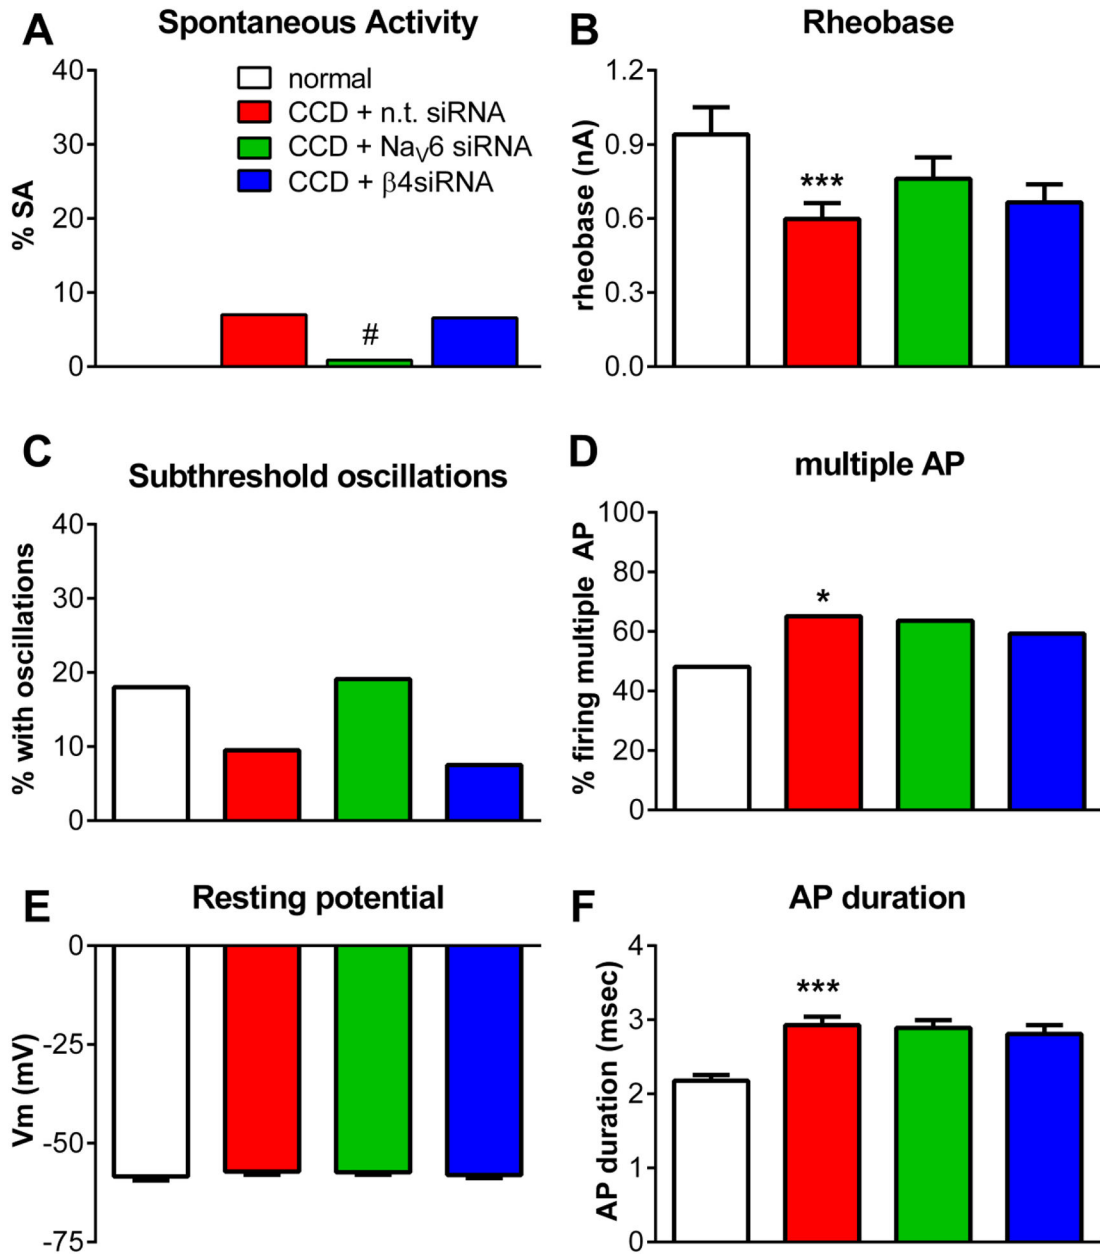 A
Spontaneous Activity
40
30
20
10
0
% SA
normal
CCD + n.t. siRNA
CCD + NaV6 siRNA
CCD + β4siRNA
#
B
Rheobase
1.2
0.9
0.6
0.3
0.0
rheobase (nA)
***
C
Subthreshold oscillations
40
30
20
10
0
% with oscillations
D
multiple AP
100
80
60
40
20
0
% firing multiple AP
*
E
Resting potential
0
-25
-50
-75
Vm (mV)
F
AP duration
4
3
2
1
0
AP duration (msec)
***